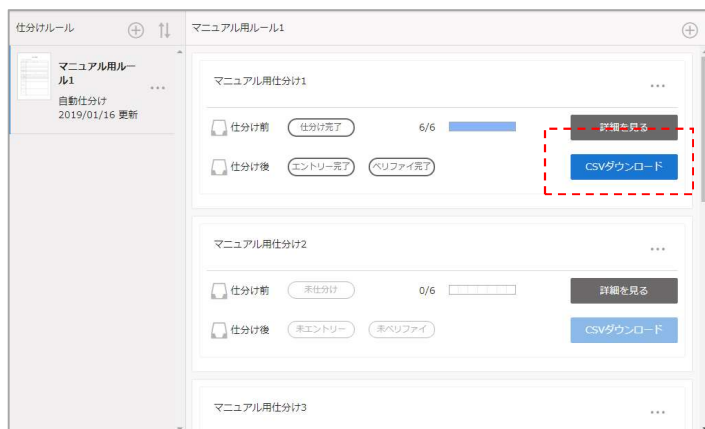 仕分けルール
マニュアル用ルー
ル1
自動仕分け
2019/01/16 更新
マニュアル用ルール1
マニュアル用仕分け1
仕分け前 仕分け完了 6/6 詳細を見る
仕分け後 エントリー完了 ベリファイ完了 CSVダウンロード
マニュアル用仕分け2
仕分け前 未仕分け 0/6 詳細を見る
仕分け後 未エントリー 未ベリファイ CSVダウンロード
マニュアル用仕分け3